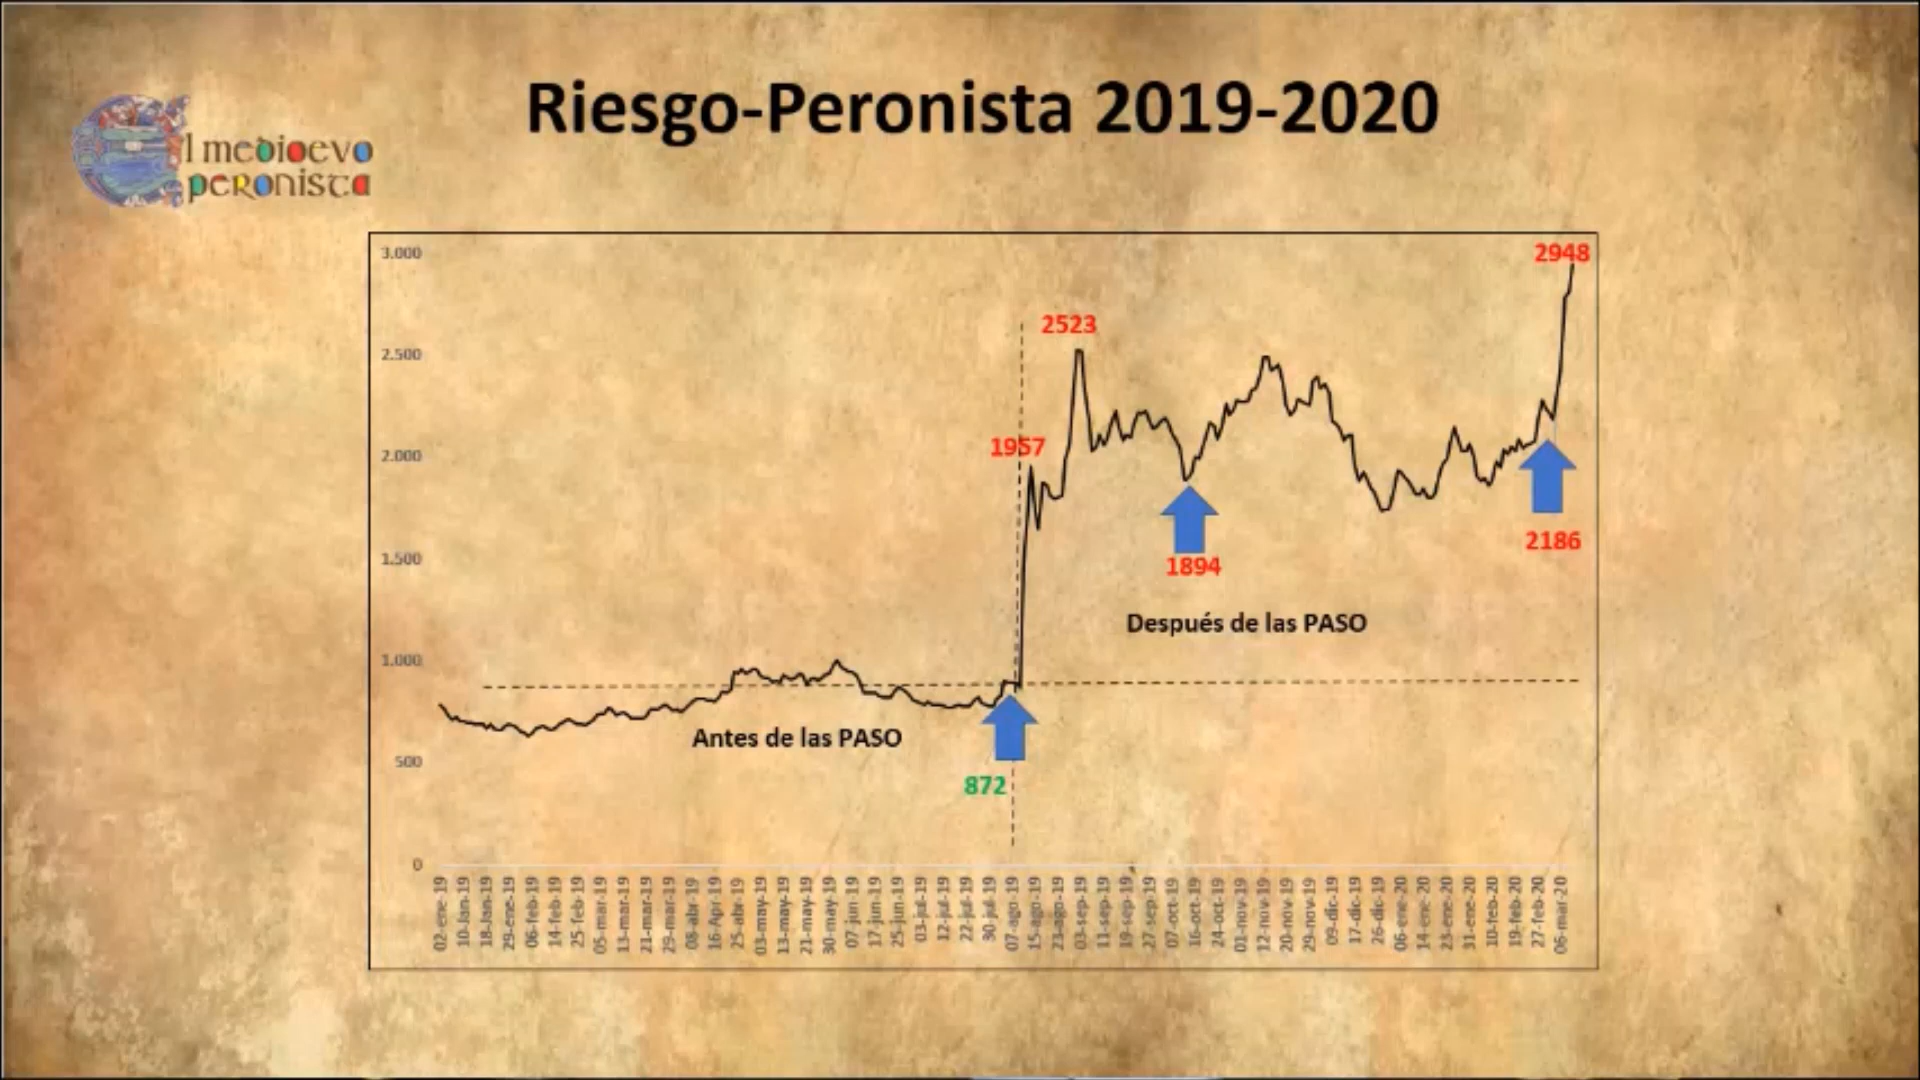 Riesgo-Peronista 2019-2020
l medioevo
peronista
3.000
2.500
2.000
1.500
1.000
500
0
2948
2523
1957
1894
2186
Después de las PASO
Antes de las PASO
872
02-ene-19
10-Jan-19
18-Jan-19
29-ene-19
06-feb-19
14-feb-19
25-feb-19
05-mar-19
13-mar-19
21-mar-19
29-mar-19
08-abr-19
16-Apr-19
25-abr-19
03-may-19
13-may-19
21-may-19
30-may-19
07-jun-19
17-jun-19
25-jun-19
03-jul-19
12-jul-19
22-jul-19
30-jul-19
07-ago-19
15-ago-19
23-ago-19
03-sep-19
11-sep-19
19-sep-19
27-sep-19
07-oct-19
16-oct-19
24-oct-19
01-nov-19
12-nov-19
20-nov-19
29-nov-19
09-dic-19
17-dic-19
26-dic-19
06-ene-20
14-ene-20
23-ene-20
31-ene-20
10-feb-20
19-feb-20
27-feb-20
06-mar-20